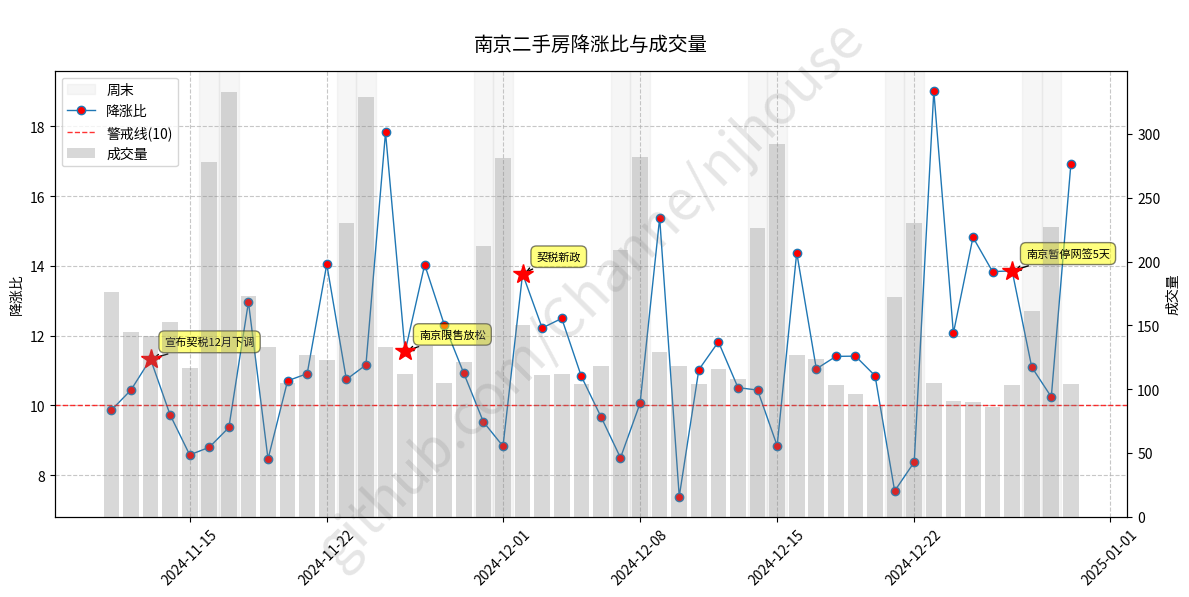 南京二手房降涨比与成交量
周末
降涨比
警戒线(10)
成交量
18
16
14
12
10
8
降涨比
300
250
200
150
100
50
0
成交量
宣布契税12月下调
南京限售放松
契税新政
南京暂停网签5天
2024-11-15
2024-11-22
2024-12-01
2024-12-08
2024-12-15
2024-12-22
2025-01-01
github.com/channe/njhouse